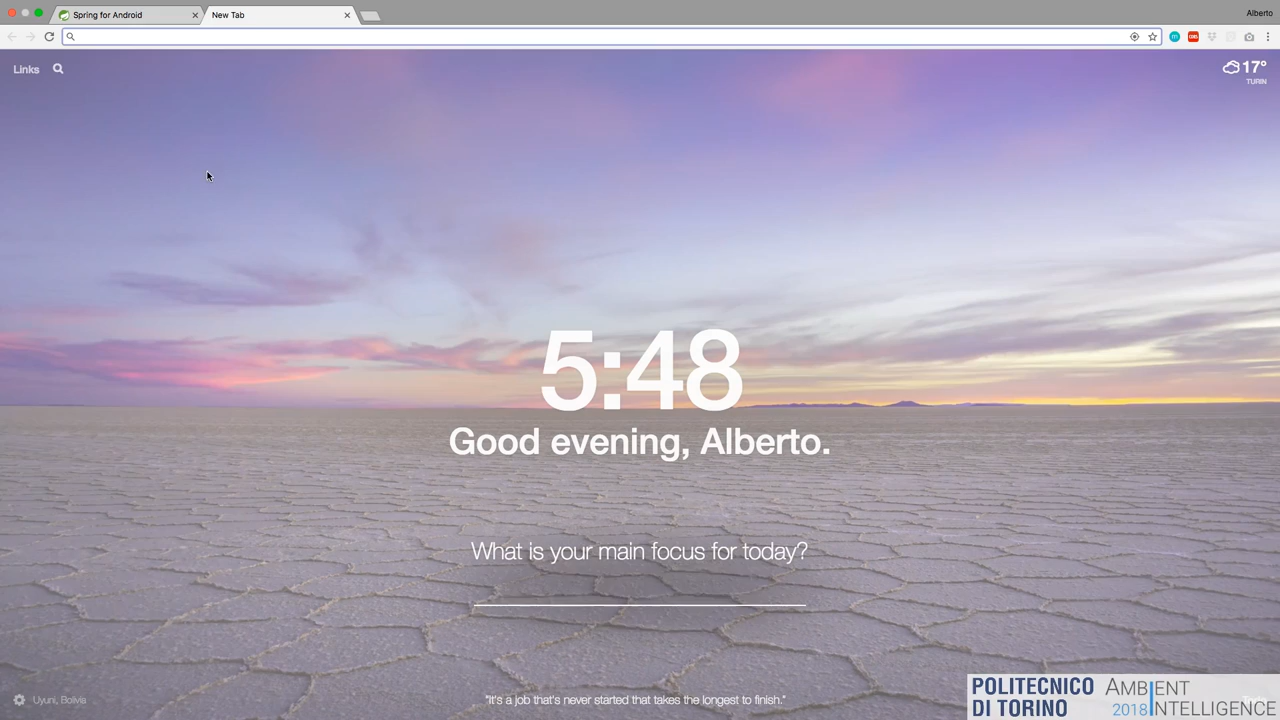 Spring for Android
New Tab
Alberto
Links
17°
TURIN
5:48
Good evening, Alberto.
What is your main focus for today?
Uyuni, Bolivia
"It's a job that's never started that takes the longest to finish."
POLITECNICO
DI TORINO
AMBIENT
2018 INTELLIGENCE